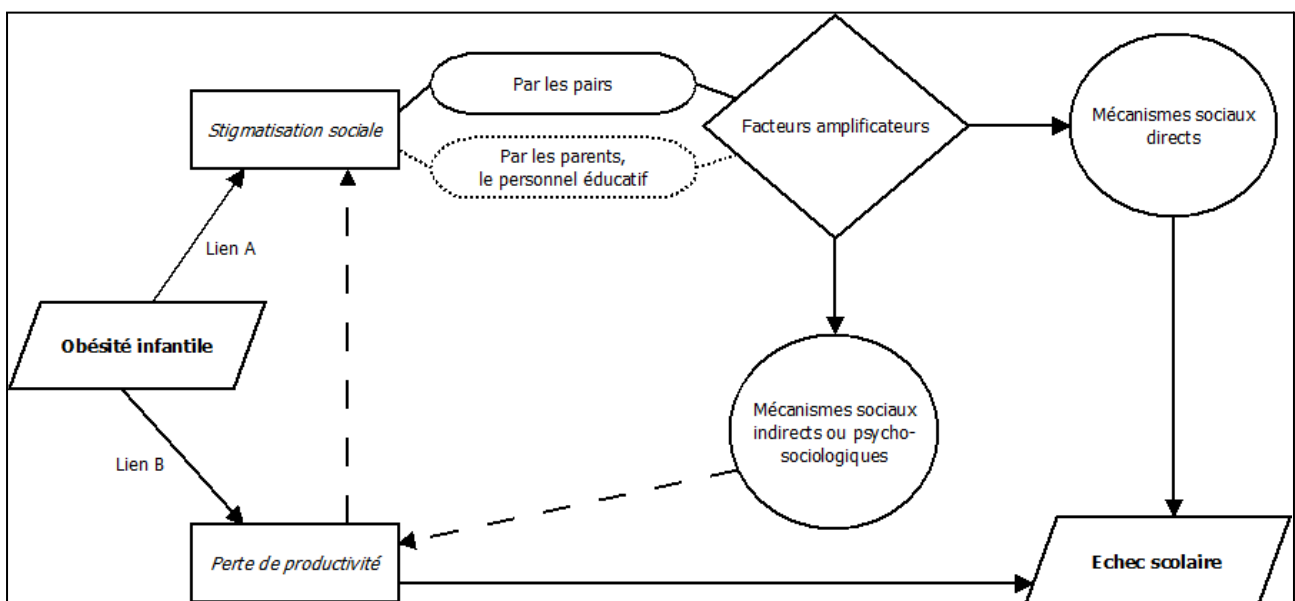 Par les pairs
Stigmatisation sociale
Par les parents,
le personnel éducatif
Facteurs amplificateurs
Mécanismes sociaux
directs
Lien A
Obésité infantile
Lien B
Mécanismes sociaux
indirects ou psycho-
sociologiques
Perte de productivité
Echec scolaire